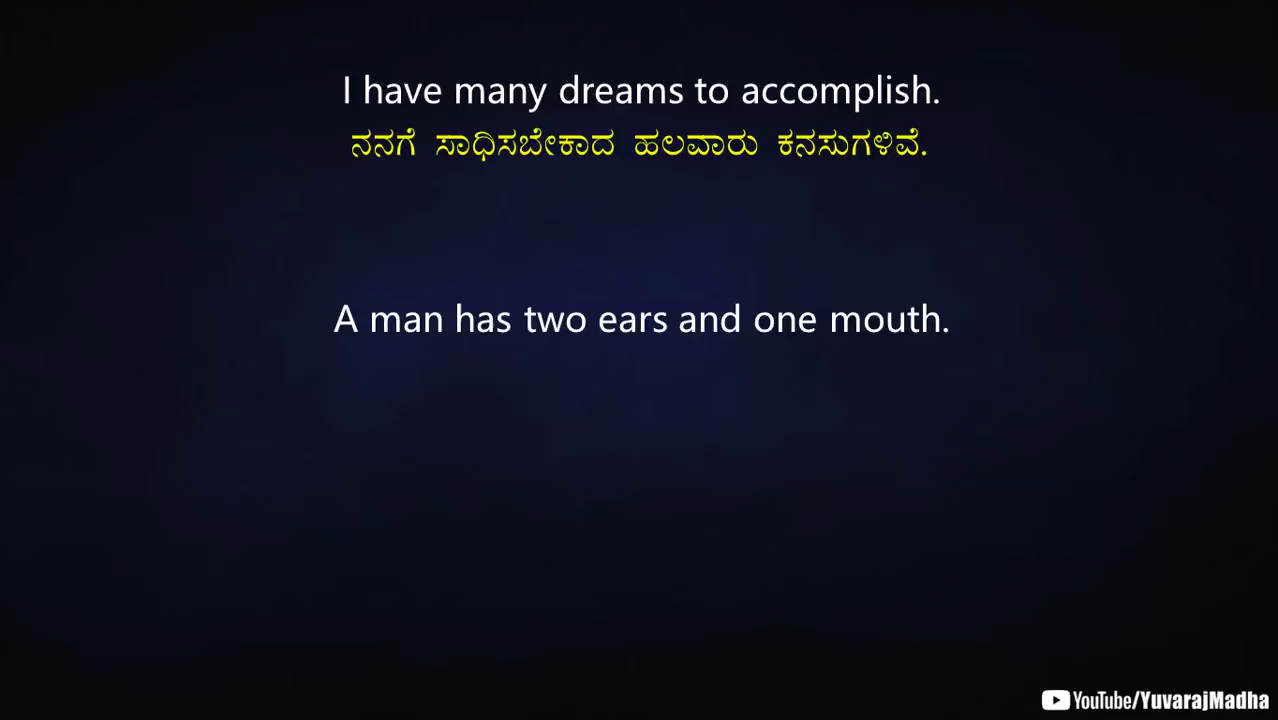 I have many dreams to accomplish.
ನನಗೆ ಸಾಧಿಸಬೇಕಾದ ಹಲವಾರು ಕನಸುಗಳಿವೆ.
A man has two ears and one mouth.
YouTube/YuvarajMadha